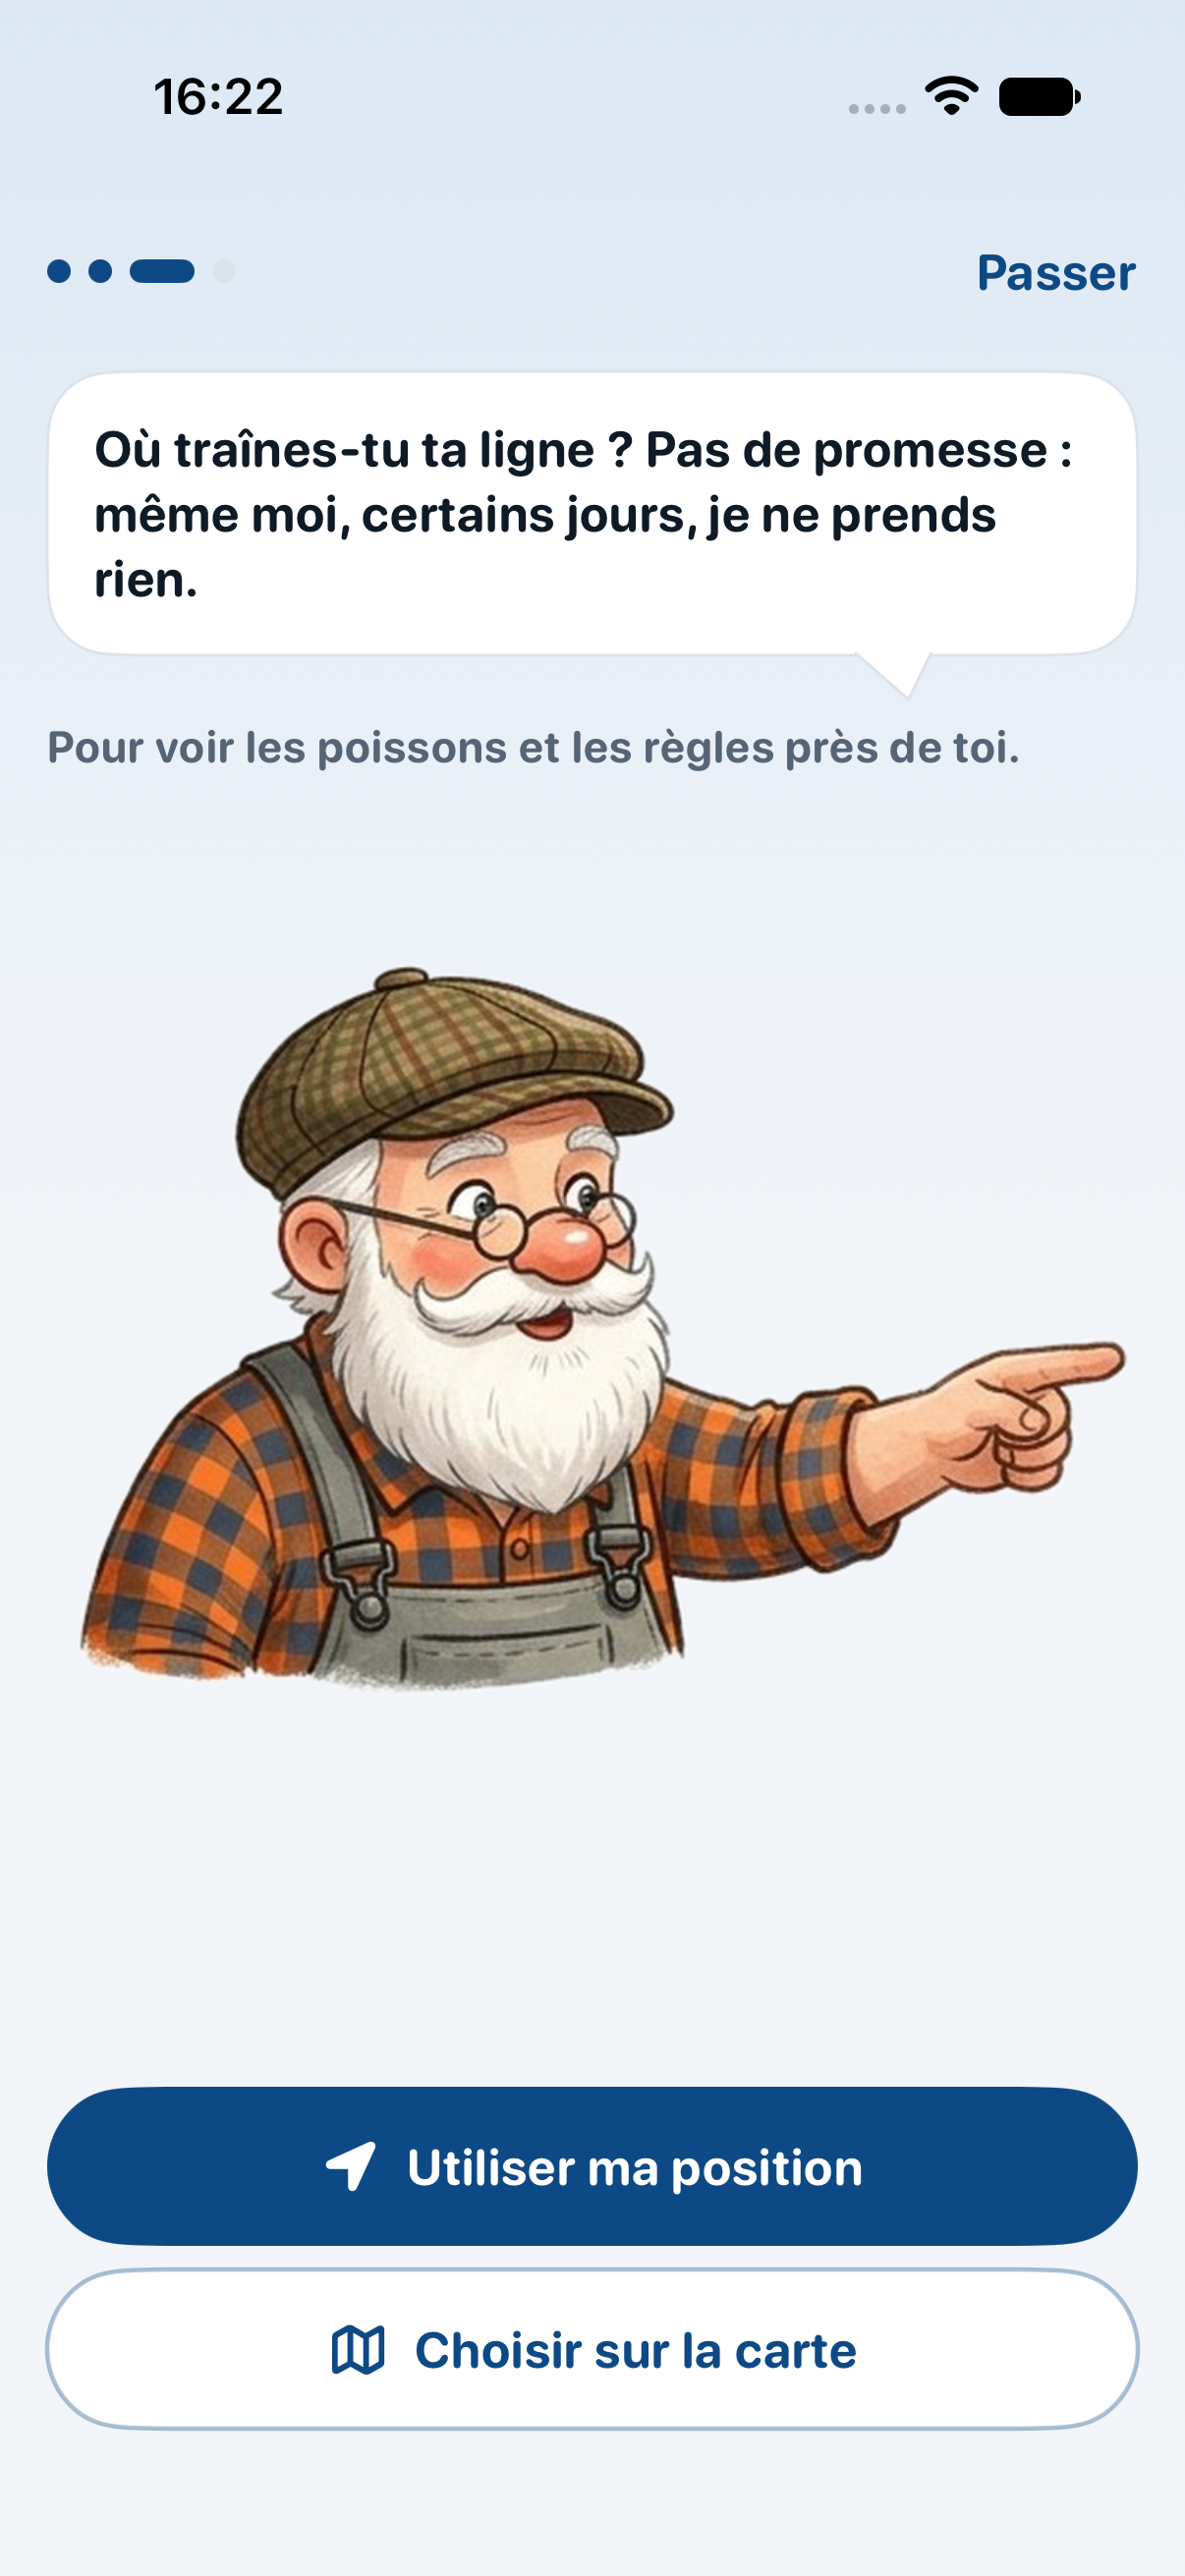 16:22
Passer
Où traînes-tu ta ligne ? Pas de promesse :
même moi, certains jours, je ne prends
rien.
Pour voir les poissons et les règles près de toi.
Utiliser ma position
Choisir sur la carte